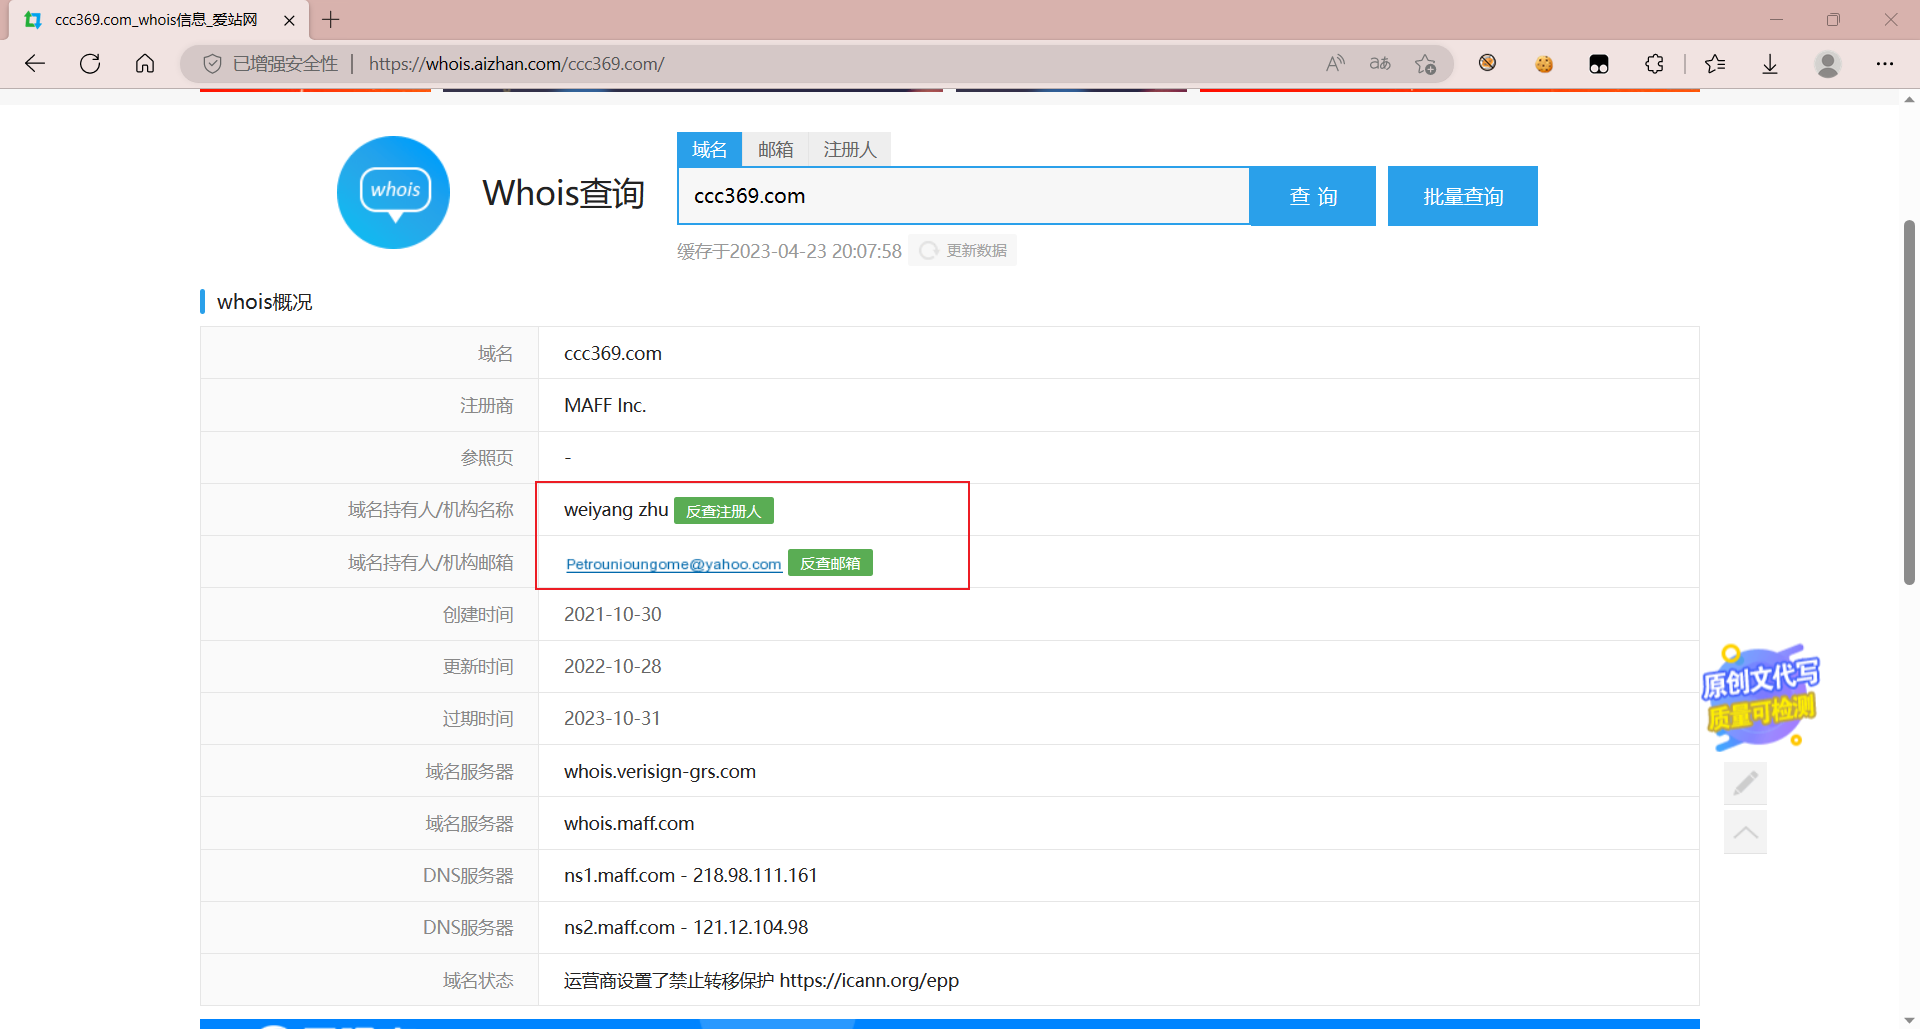 ccc369.com_whois信息_爱站网
已增强安全性 | https://whois.aizhan.com/ccc369.com/
whois
Whois查询
域名 邮箱 注册人
ccc369.com
查 询
批量查询
缓存于2023-04-23 20:07:58 更新数据
whois概况
域名 ccc369.com
注册商 MAFF Inc.
参照页 -
域名持有人/机构名称 weiyang zhu 反查注册人
域名持有人/机构邮箱 Petrounioungome@yahoo.com 反查邮箱
创建时间 2021-10-30
更新时间 2022-10-28
过期时间 2023-10-31
域名服务器 whois.verisign-grs.com
域名服务器 whois.maff.com
DNS服务器 ns1.maff.com - 218.98.111.161
DNS服务器 ns2.maff.com - 121.12.104.98
域名状态 运营商设置了禁止转移保护 https://icann.org/epp
原创文代写
质量可检测